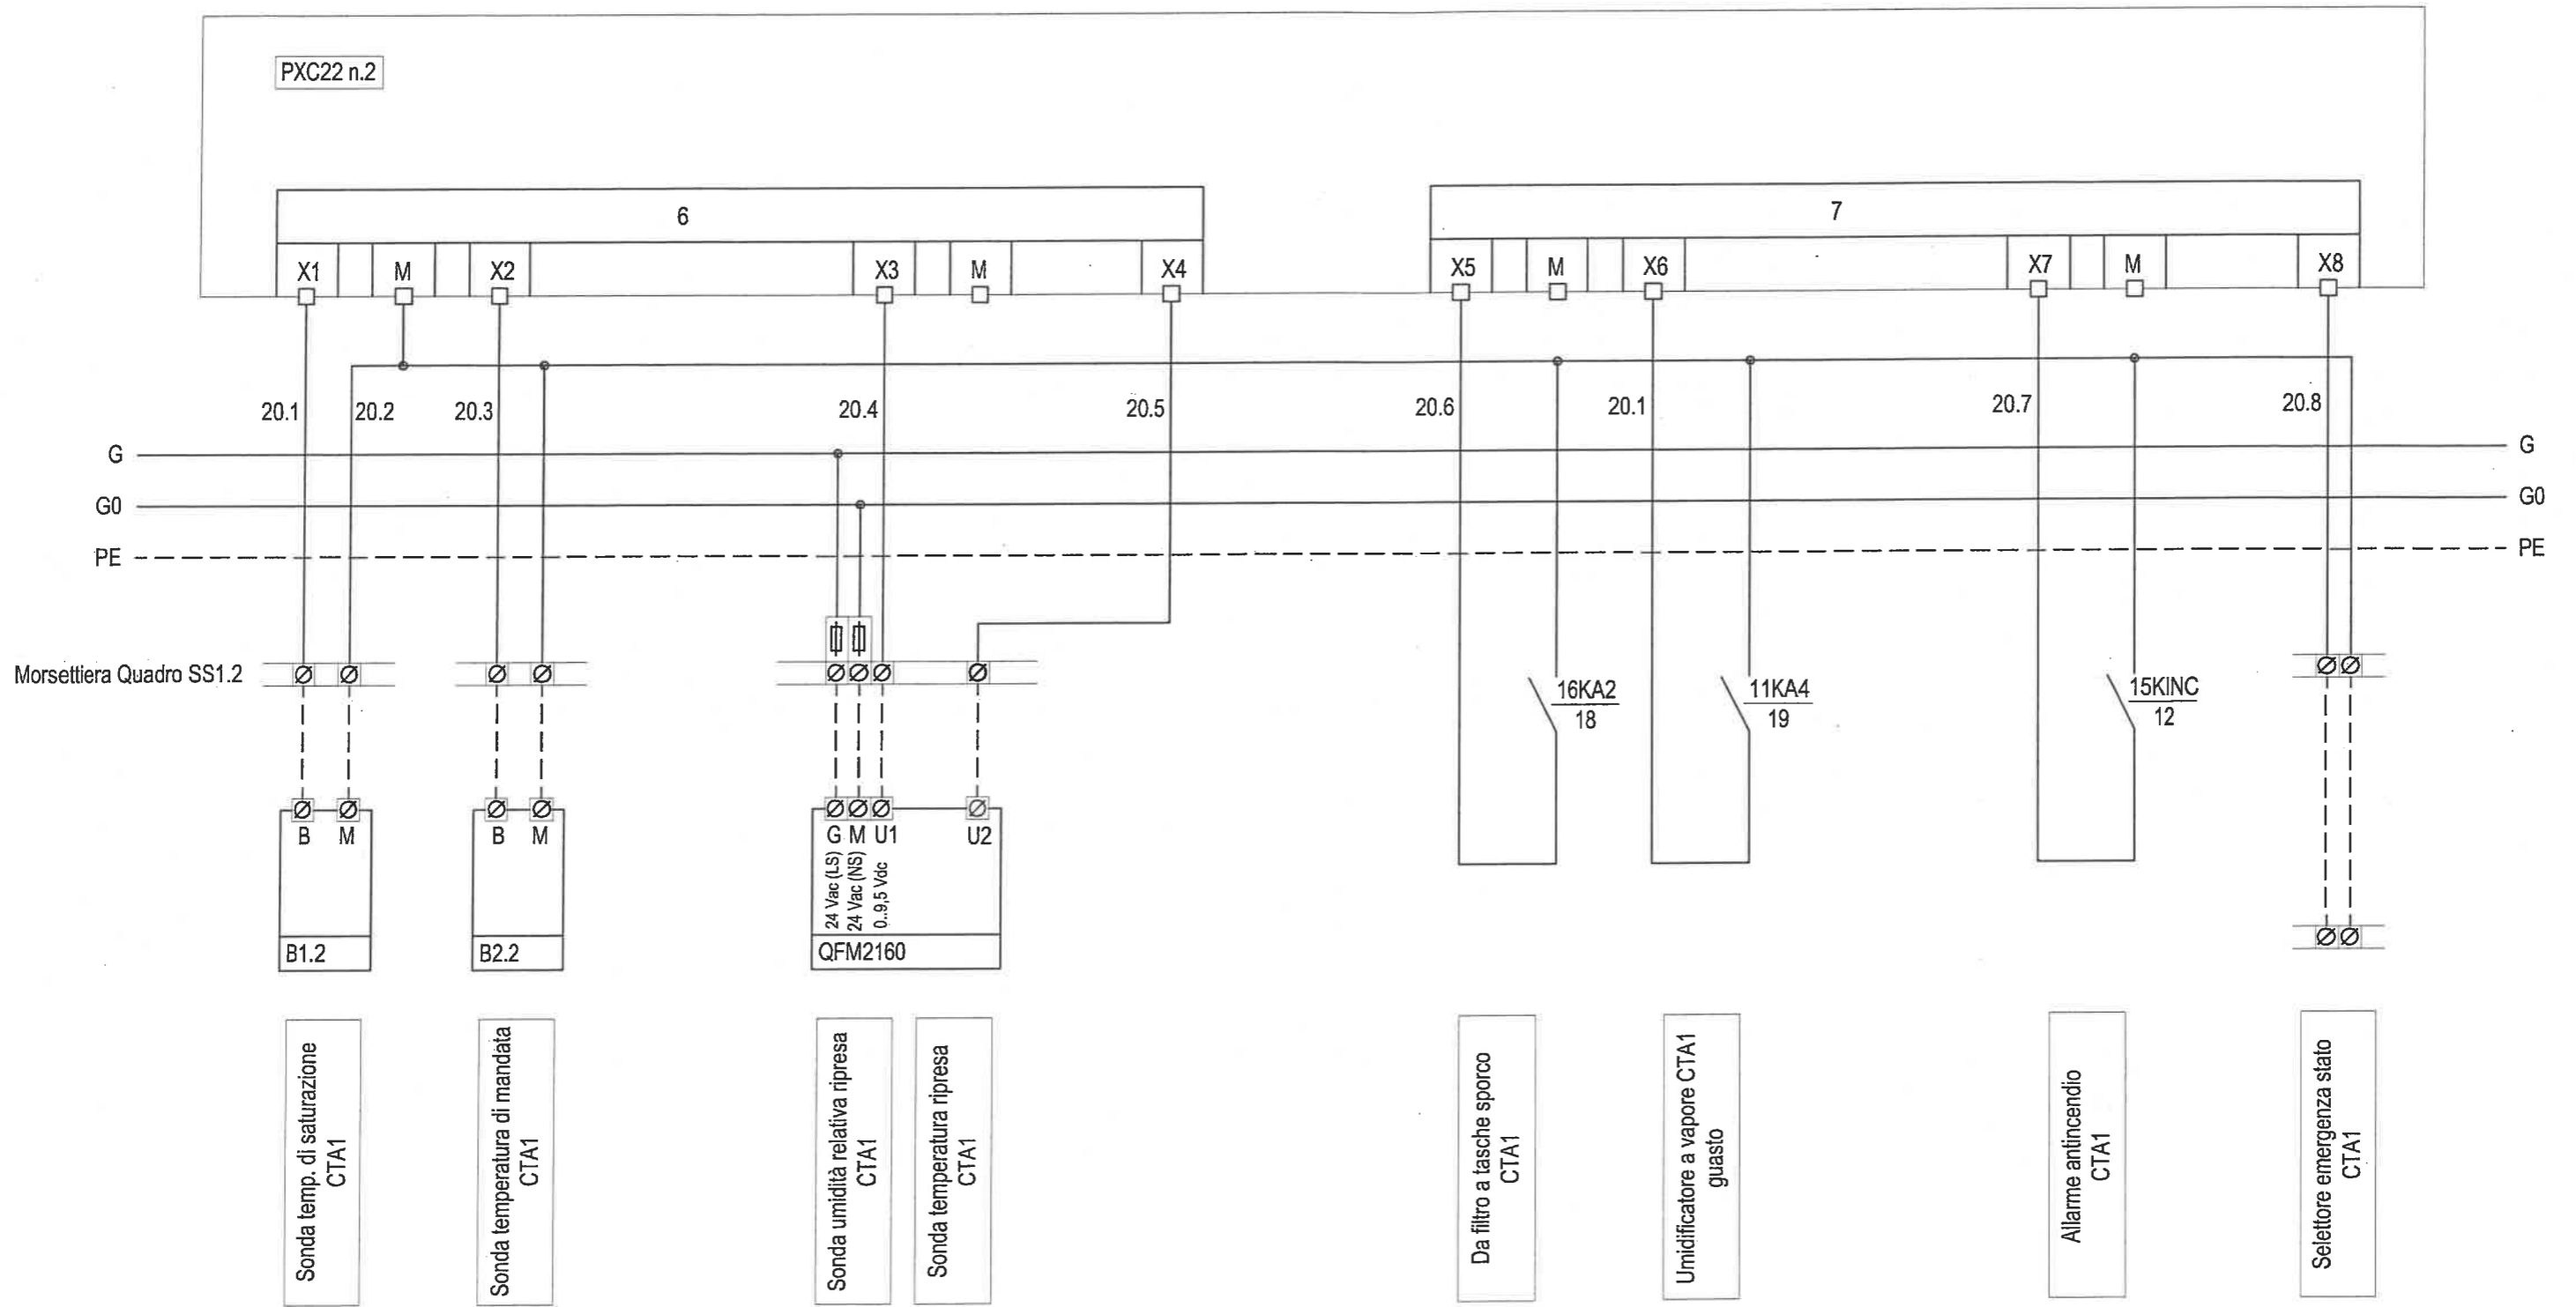 PXC22 n.2
6
7
X1
M
X2
X3
M
X4
X5
M
X6
X7
M
X8
20.1
20.2
20.3
20.4
20.5
20.6
20.1
20.7
20.8
G
G
G0
G0
PE
PE
Morsettiera Quadro SS1.2
16KA2
18
11KA4
19
15KINC
12
B
M
B
M
G
M
U1
U2
24 Vac (LS)
24 Vac (NS)
0..9,5 Vdc
B1.2
B2.2
QFM2160
Sonda temp. di saturazione
CTA1
Sonda temperatura di mandata
CTA1
Sonda umidità relativa ripresa
CTA1
Sonda temperatura ripresa
CTA1
Da filtro a tasche sporco
CTA1
Umidificatore a vapore CTA1
guasto
Allarme antincendio
CTA1
Selettore emergenza stato
CTA1